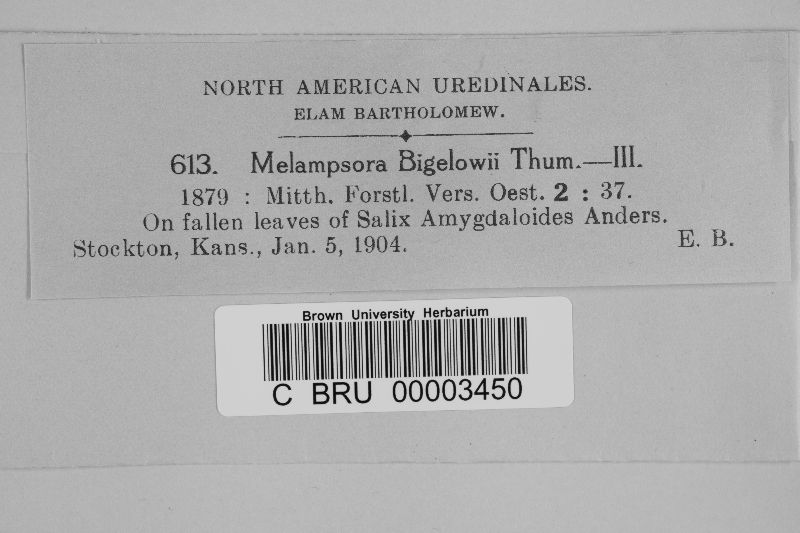 NORTH AMERICAN UREDINALES.
ELAM BARTHOLOMEW.
613. Melampsora Bigelowii Thum.—III.
1879 : Mitth. Forstl. Vers. Oest. 2 : 37.
On fallen leaves of Salix Amygdaloides Anders.
Stockton, Kans., Jan. 5, 1904. E. B.
Brown University Herbarium
C BRU 00003450